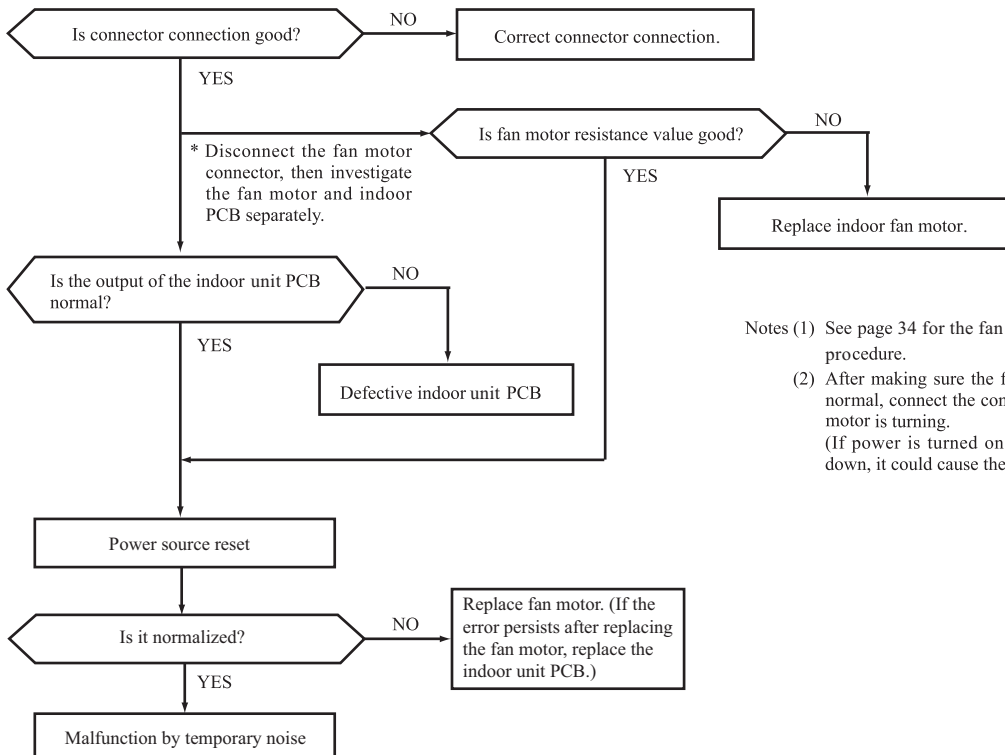 Is connector connection good?
NO
Correct connector connection.
YES
Is fan motor resistance value good?
NO
* Disconnect the fan motor
connector, then investigate
the fan motor and indoor
PCB separately.
YES
Replace indoor fan motor.
Is the output of the indoor unit PCB
normal?
NO
YES
Defective indoor unit PCB
Notes (1) See page 34 for the fan
procedure.
(2) After making sure the
normal, connect the
motor is turning.
(If power is turned on
down, it could cause the
Power source reset
Is it normalized?
NO
Replace fan motor. (If the
error persists after replacing
the fan motor, replace the
indoor unit PCB.)
YES
Malfunction by temporary noise